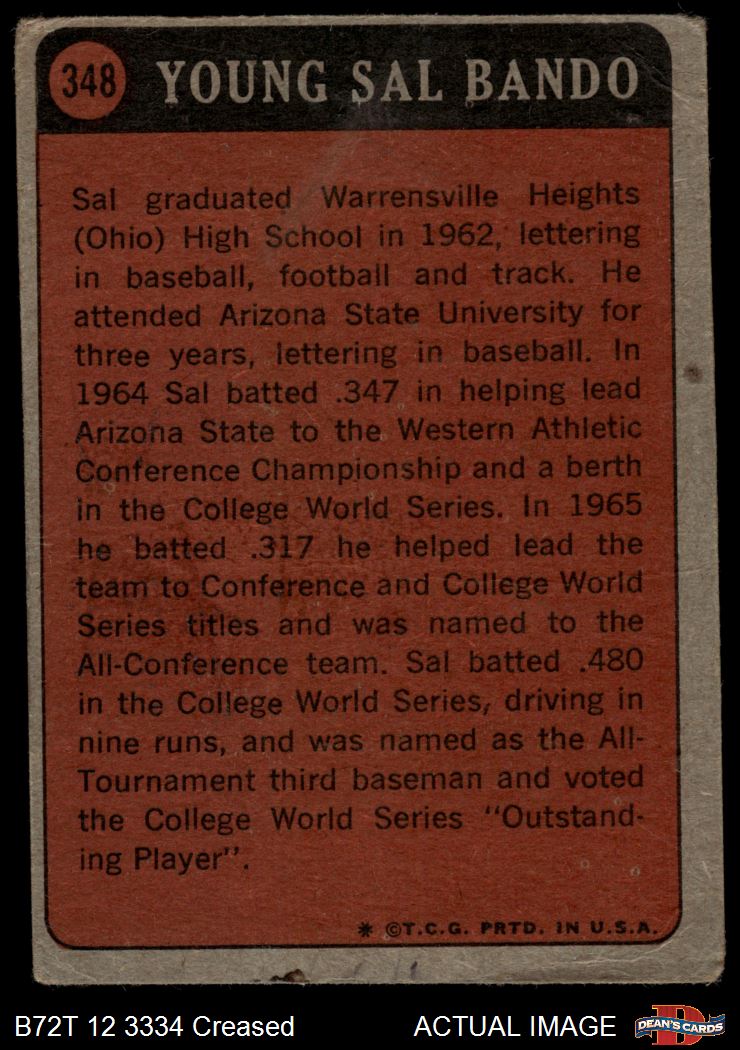 348 YOUNG SAL BANDO
Sal graduated Warrensville Heights
(Ohio) High School in 1962, lettering
in baseball, football and track. He
attended Arizona State University for
three years, lettering in baseball. In
1964 Sal batted .347 in helping lead
Arizona State to the Western Athletic
Conference Championship and a berth
in the College World Series. In 1965
he batted .317 he helped lead the
team to Conference and College World
Series titles and was named to the
All-Conference team. Sal batted .480
in the College World Series, driving in
nine runs, and was named as the All-
Tournament third baseman and voted
the College World Series "Outstand-
ing Player".
* ©T.C.G. PRTD. IN U.S.A.
B72T 12 3334 Creased ACTUAL IMAGE
D
DEAN'S CARDS